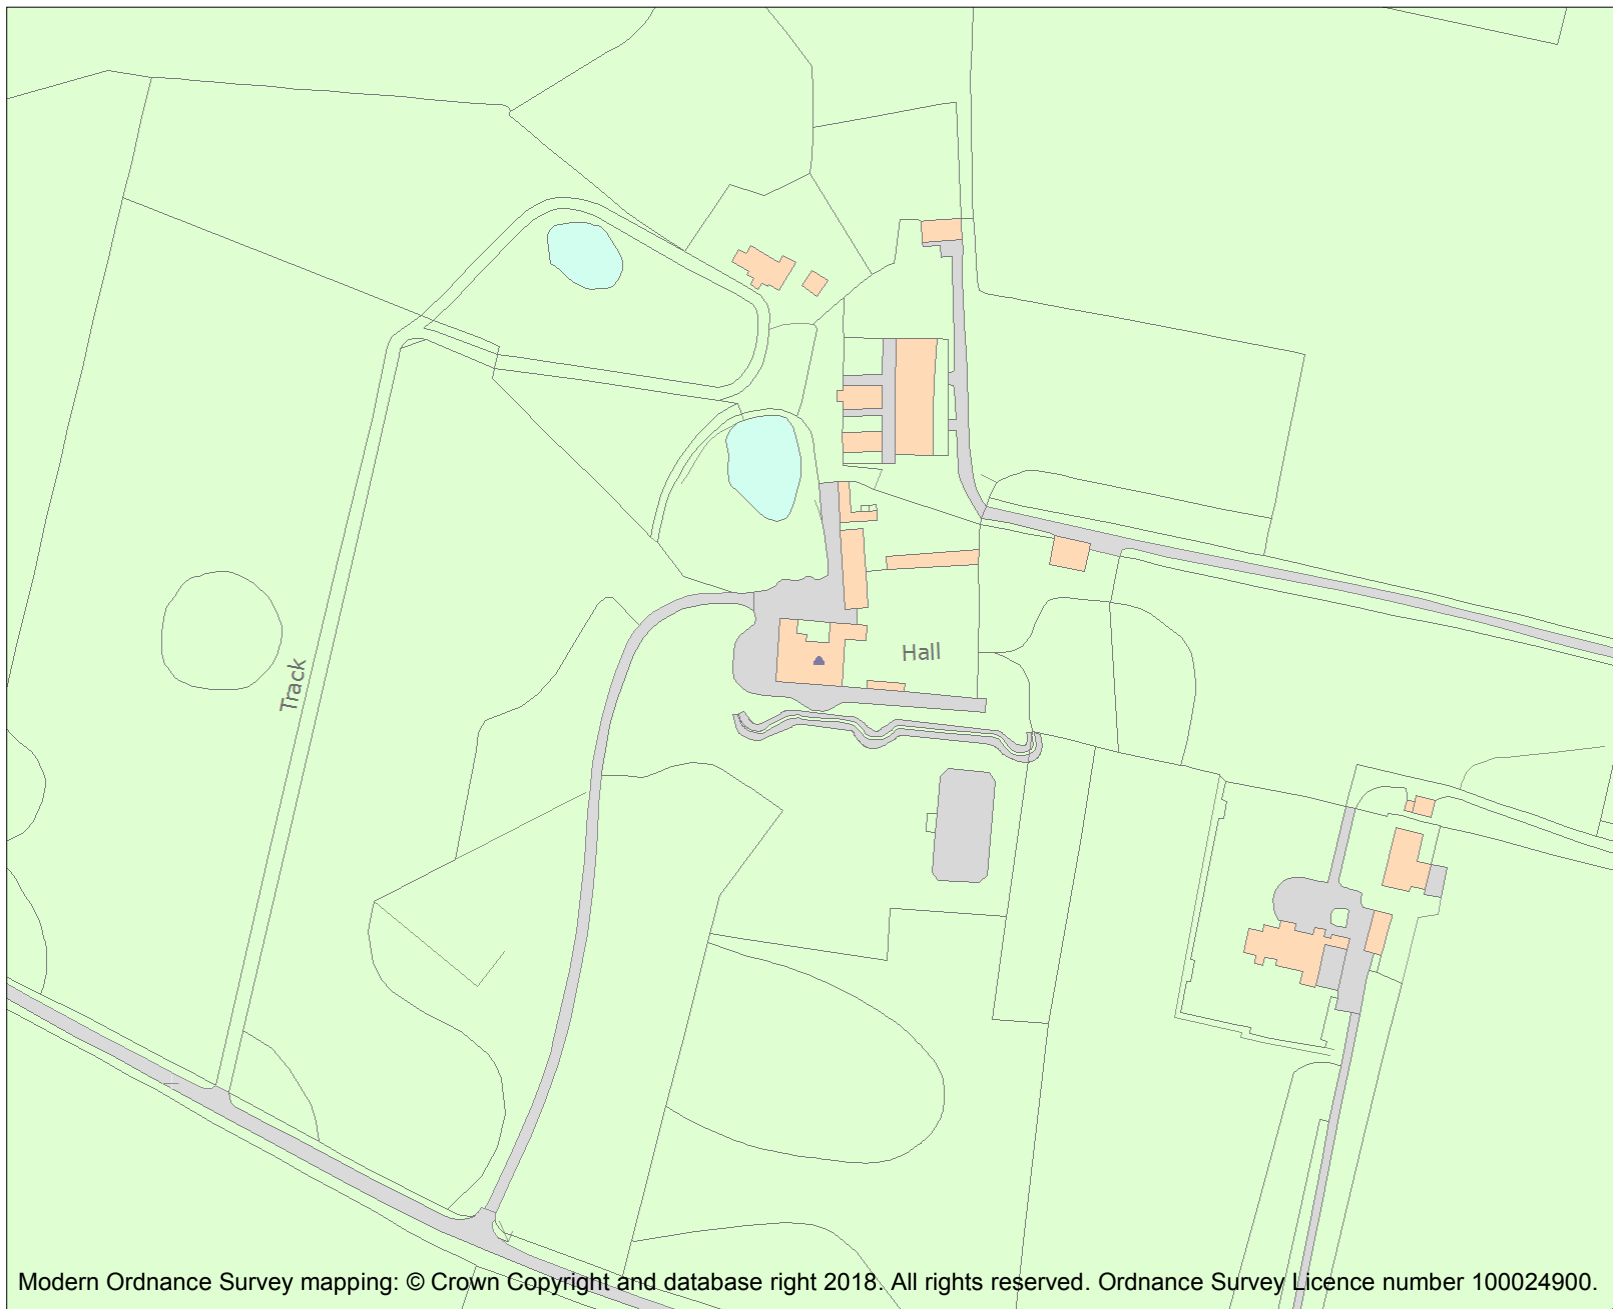 Hall
Track
Modern Ordnance Survey mapping: © Crown Copyright and database right 2018. All rights reserved. Ordnance Survey Licence number 100024900.